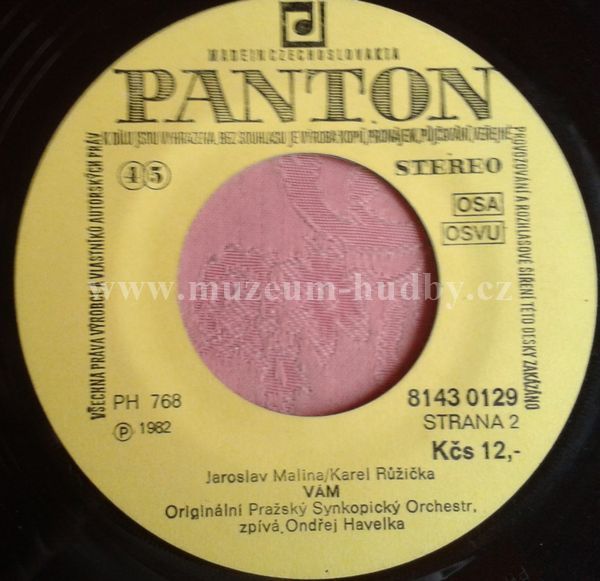 MADE IN CZECHOSLOVAKIA
PANTON
VŠECHNA PRÁVA VÝROBCE I VLASTNÍKŮ AUTORSKÝCH PRÁV
K DÍLU JSOU VYHRAZENA, BEZ SOUHLASU JE VÝROBA KOPIÍ, PRONÁJEM, PŮJČOVÁNÍ, VEŘEJNÉ
PROVOZOVÁNÍ A ROZHLASOVÉ ŠÍŘENÍ TÉTO DESKY ZAKÁZÁNO
45
STEREO
OSA
OSVU
www.muzeum-hudby.cz
PH 768
Ⓟ 1982
8143 0129
STRANA 2
Kčs 12,-
Jaroslav Malina/Karel Růžička
VÁM
Originální Pražský Synkopický Orchestr,
zpívá Ondřej Havelka